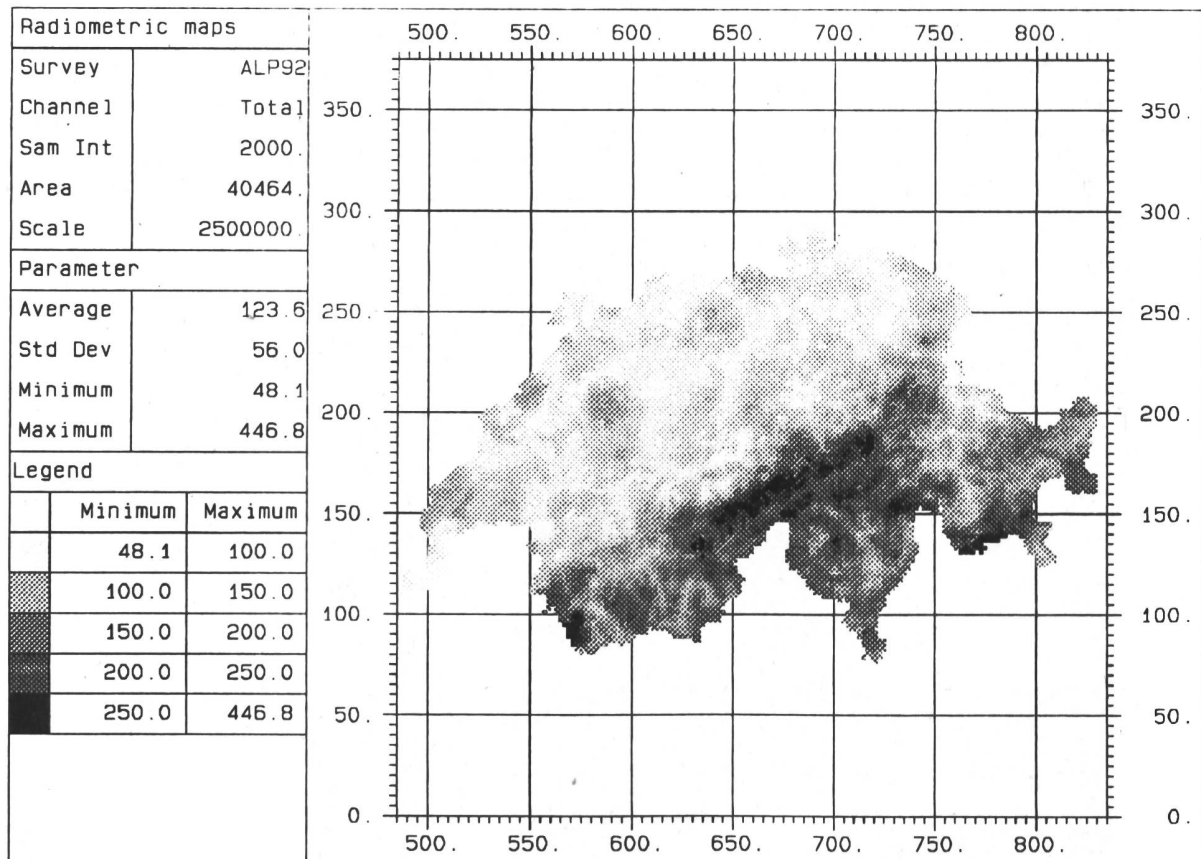 Radiometric maps
Survey ALP92
Channel Total
Sam Int 2000.
Area 40464.
Scale 2500000.
Parameter
Average 123.6
Std Dev 56.0
Minimum 48.1
Maximum 446.8
Legend
Minimum Maximum
48.1 100.0
100.0 150.0
150.0 200.0
200.0 250.0
250.0 446.8
500. 550. 600. 650. 700. 750. 800.
350. 350.
300. 300.
250. 250.
200. 200.
150. 150.
100. 100.
50. 50.
0. 0.
500. 550. 600. 650. 700. 750. 800.